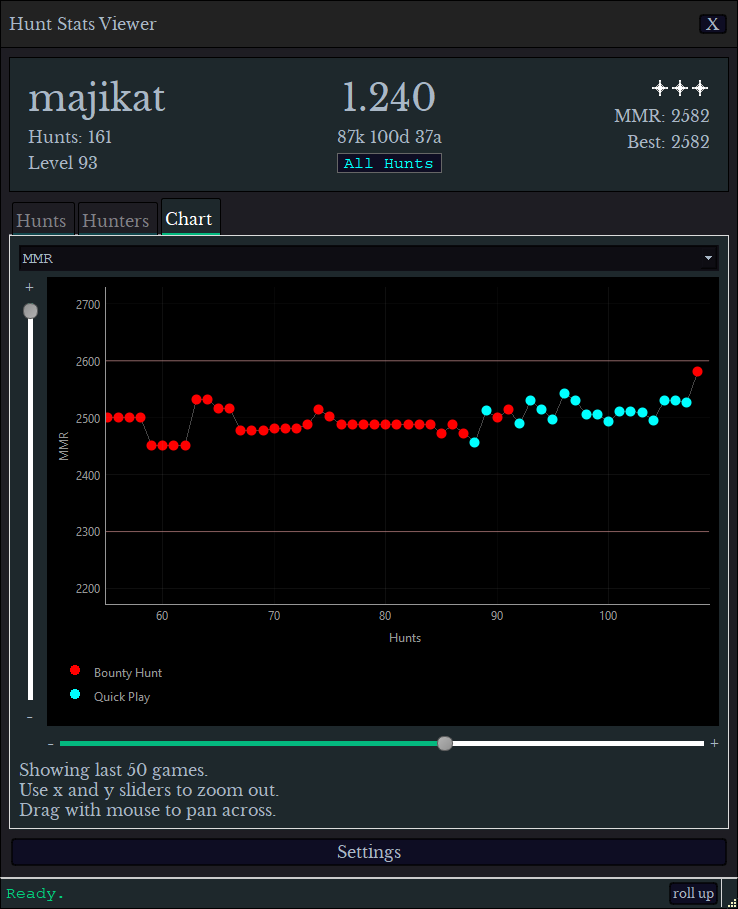 Hunt Stats Viewer
X
majikat
1.240
Hunts: 161
87k 100d 37a
MMR: 2582
Level 93
All Hunts
Best: 2582
Hunts
Hunters
Chart
MMR
+
2700
2600
2500
2400
2300
2200
MMR
60 70 80 90 100
Hunts
Bounty Hunt
Quick Play
-
- +
Showing last 50 games.
Use x and y sliders to zoom out.
Drag with mouse to pan across.
Settings
Ready.
roll up